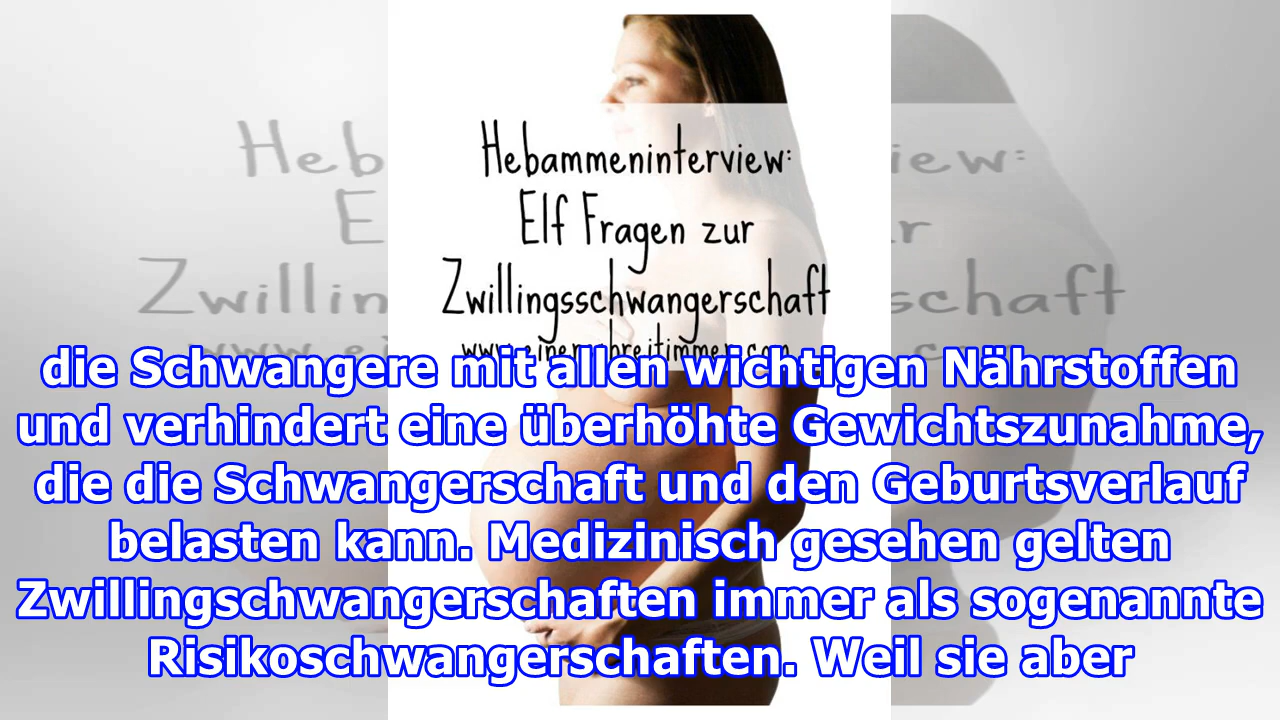 Hebammeninterview:
Elf Fragen zur
Zwillingsschwangerschaft
die Schwangere mit allen wichtigen Nährstoffen
und verhindert eine überhöhte Gewichtszunahme,
die die Schwangerschaft und den Geburtsverlauf
belasten kann. Medizinisch gesehen gelten
Zwillingschwangerschaften immer als sogenannte
Risikoschwangerschaften. Weil sie aber